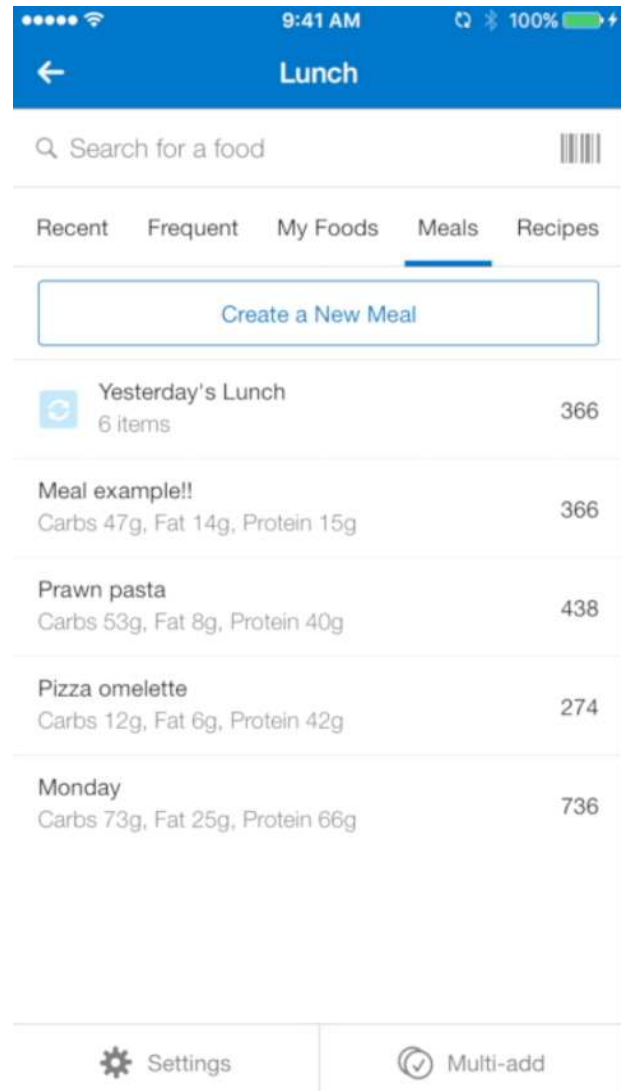 9:41 AM 100%
Lunch
Search for a food
Recent Frequent My Foods Meals Recipes
Create a New Meal
Yesterday's Lunch
6 items 366
Meal example!!
Carbs 47g, Fat 14g, Protein 15g 366
Prawn pasta
Carbs 53g, Fat 8g, Protein 40g 438
Pizza omelette
Carbs 12g, Fat 6g, Protein 42g 274
Monday
Carbs 73g, Fat 25g, Protein 66g 736
Settings Multi-add